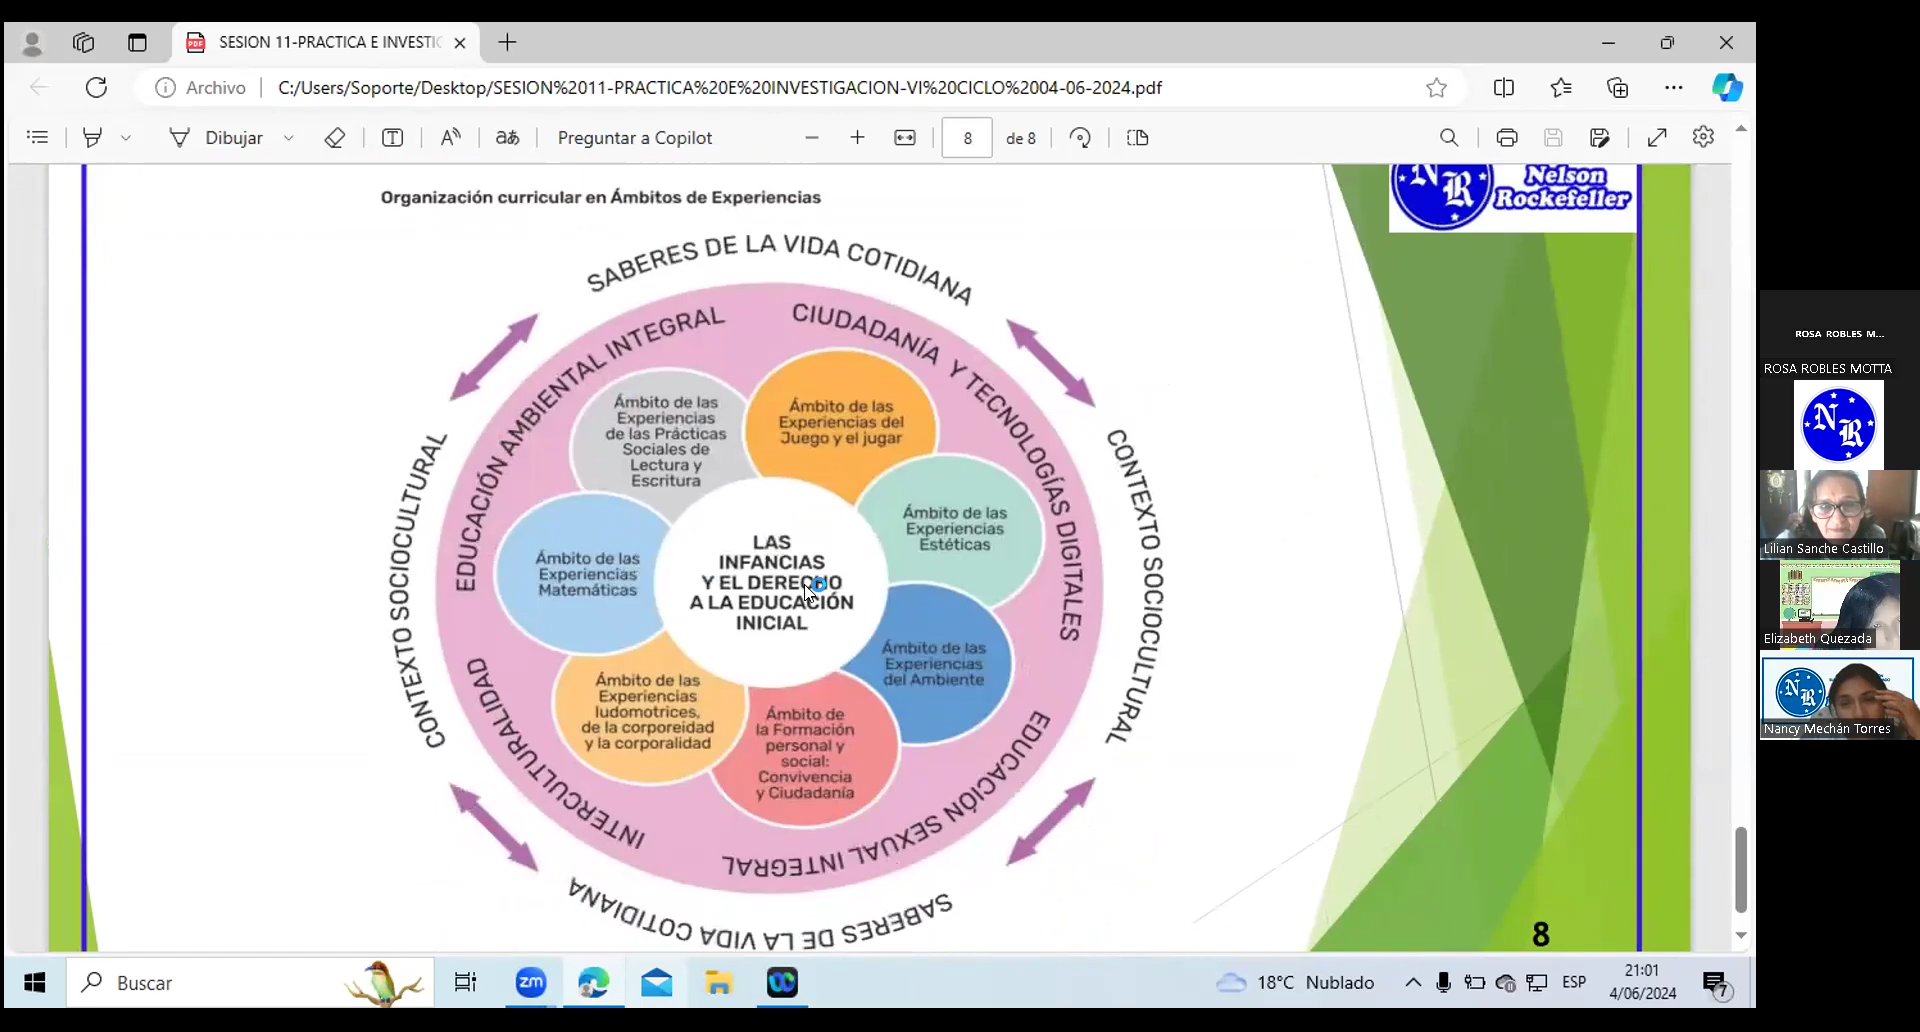 SESION 11-PRACTICA E INVESTIG
Archivo
C:/Users/Soporte/Desktop/SESION%2011-PRACTICA%20E%20INVESTIGACION-VI%20CICLO%2004-06-2024.pdf
Dibujar
Preguntar a Copilot
8
de 8
Organización curricular en Ámbitos de Experiencias
NR
Nelson
Rockefeller
SABERES DE LA VIDA COTIDIANA
EDUCACIÓN AMBIENTAL INTEGRAL
CIUDADANÍA Y TECNOLOGÍAS DIGITALES
CONTEXTO SOCIOCULTURAL
CONTEXTO SOCIOCULTURAL
Ámbito de las
Experiencias
de las Prácticas
Sociales de
Lectura y
Escritura
Ámbito de las
Experiencias del
Juego y el jugar
Ámbito de las
Experiencias
Estéticas
Ámbito de las
Experiencias
Matemáticas
LAS
INFANCIAS
Y EL DERECHO
A LA EDUCACIÓN
INICIAL
Ámbito de las
Experiencias
del Ambiente
Ámbito de las
Experiencias
ludomotrices,
de la corporeidad
y la corporalidad
Ámbito de
la Formación
personal y
social:
Convivencia
y Ciudadanía
INTERCULTURALIDAD
EDUCACIÓN SEXUAL INTEGRAL
SABERES DE LA VIDA COTIDIANA
8
ROSA ROBLES M...
ROSA ROBLES MOTTA
NR
Lilian Sanche Castillo
Elizabeth Quezada
NR
Nancy Mechán Torres
Buscar
zm
18°C Nublado
ESP
21:01
4/06/2024
7